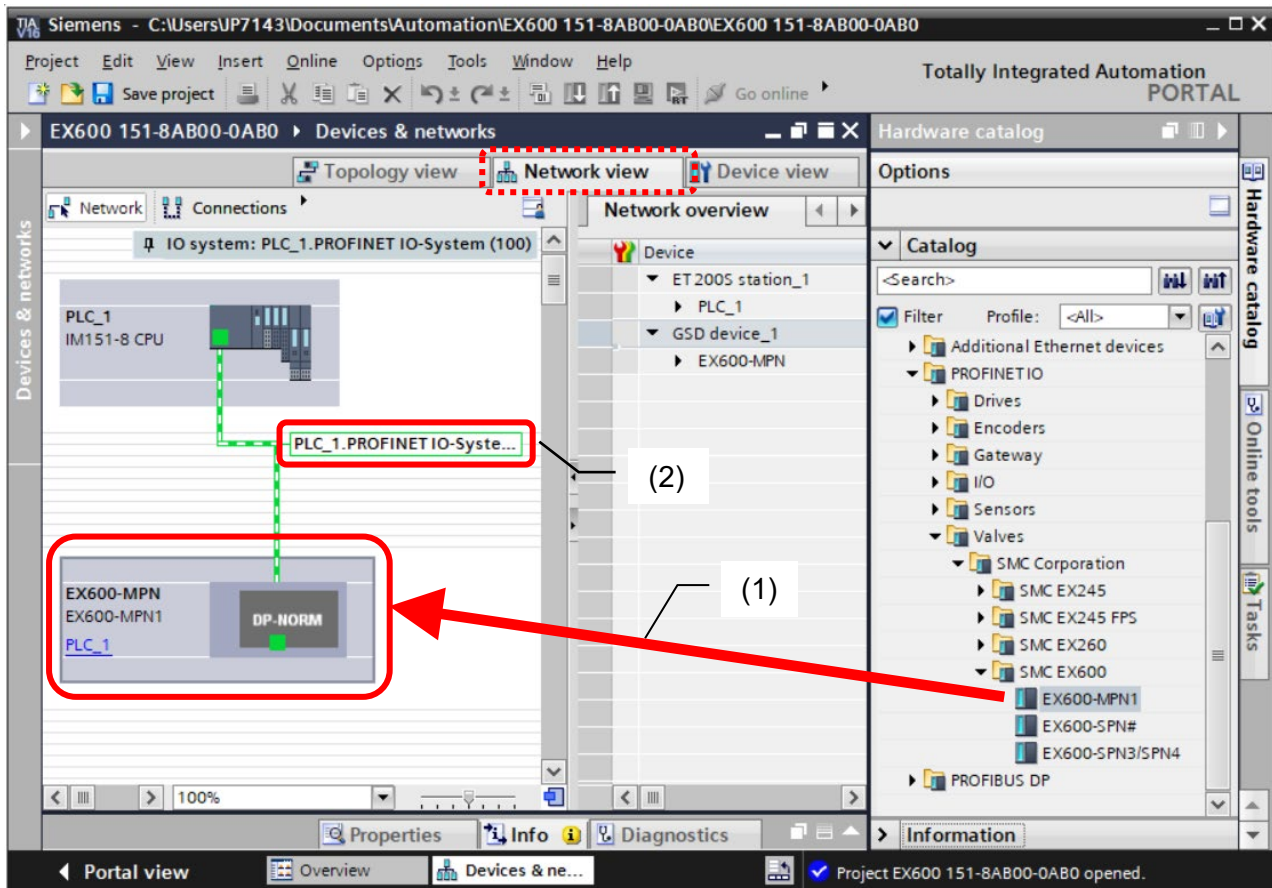 TIA V16 Siemens - C:\Users\JP7143\Documents\Automation\EX600 151-8AB00-0AB0\EX600 151-8AB00-0AB0
Project Edit View Insert Online Options Tools Window Help
Totally Integrated Automation
PORTAL
Save project
Go online
EX600 151-8AB00-0AB0 Devices & networks
Hardware catalog
Topology view Network view Device view
Options
Network Connections
Network overview
IO system: PLC_1.PROFINET IO-System (100)
Device
ET 200S station_1
PLC_1
GSD device_1
EX600-MPN
PLC_1
IM151-8 CPU
PLC_1.PROFINET IO-Syste...
(2)
(1)
EX600-MPN
EX600-MPN1
PLC_1
DP-NORM
Catalog
<Search>
Filter Profile: <All>
Additional Ethernet devices
PROFINET IO
Drives
Encoders
Gateway
I/O
Sensors
Valves
SMC Corporation
SMC EX245
SMC EX245 FPS
SMC EX260
SMC EX600
EX600-MPN1
EX600-SPN#
EX600-SPN3/SPN4
PROFIBUS DP
Information
Devices & networks
Hardware catalog
Online tools
Tasks
100%
Properties Info Diagnostics
Portal view Overview Devices & ne...
Project EX600 151-8AB00-0AB0 opened.